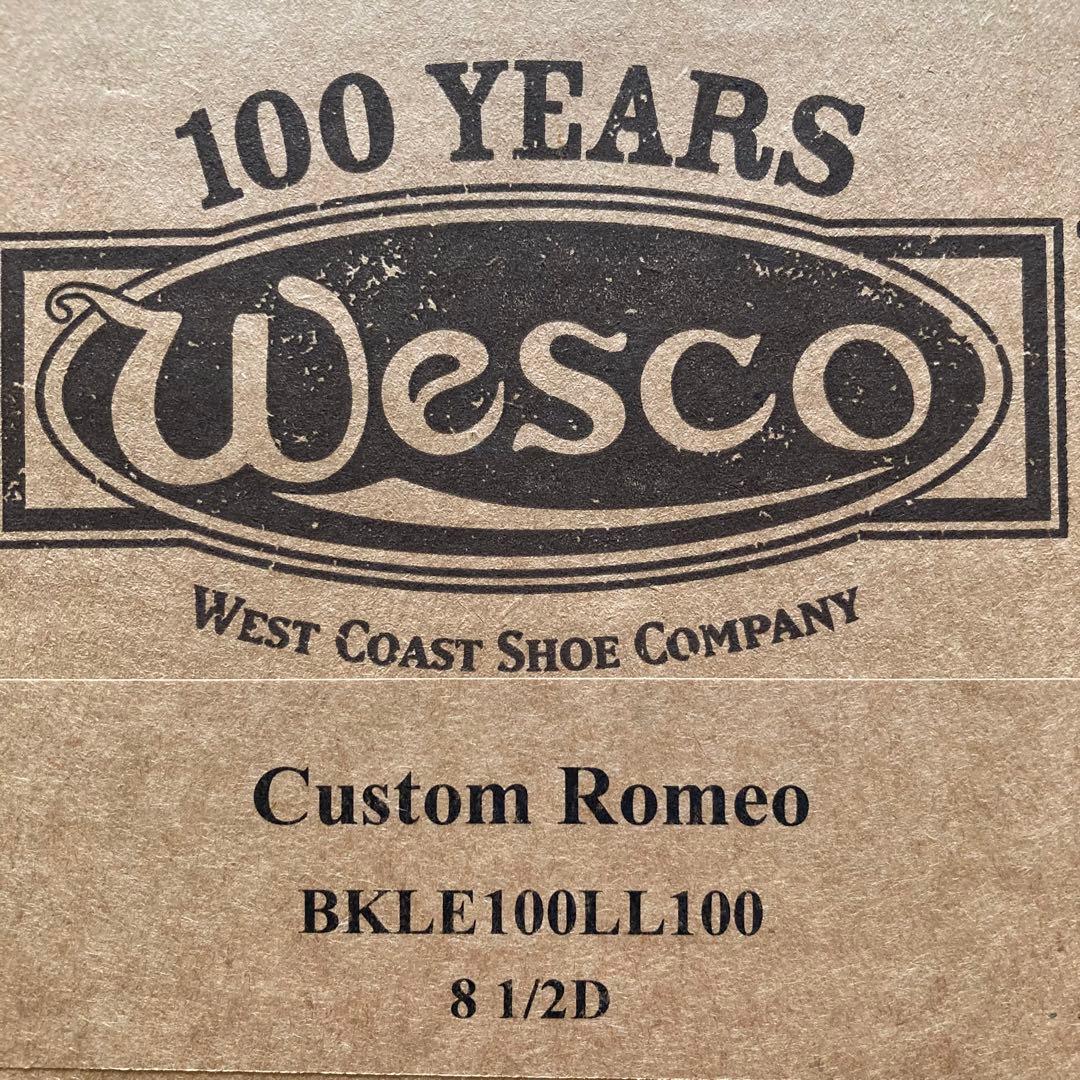 100 YEARS
Wesco
WEST COAST SHOE COMPANY
Custom Romeo
BKLE100LL100
8 1/2D